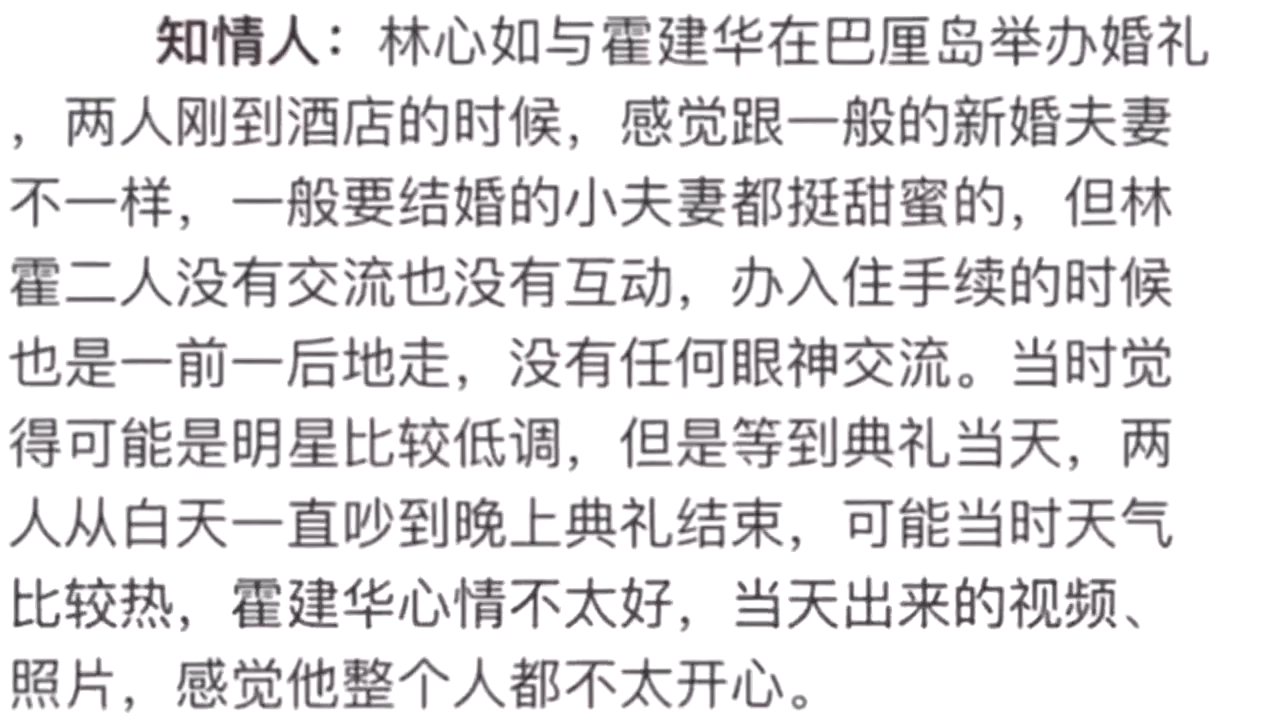 知情人：林心如与霍建华在巴厘岛举办婚礼
，两人刚到酒店的时候，感觉跟一般的新婚夫妻
不一样，一般要结婚的小夫妻都挺甜蜜的，但林
霍二人没有交流也没有互动，办入住手续的时候
也是一前一后地走，没有任何眼神交流。当时觉
得可能是明星比较低调，但是等到典礼当天，两
人从白天一直吵到晚上典礼结束，可能当时天气
比较热，霍建华心情不太好，当天出来的视频、
照片，感觉他整个人都不太开心。